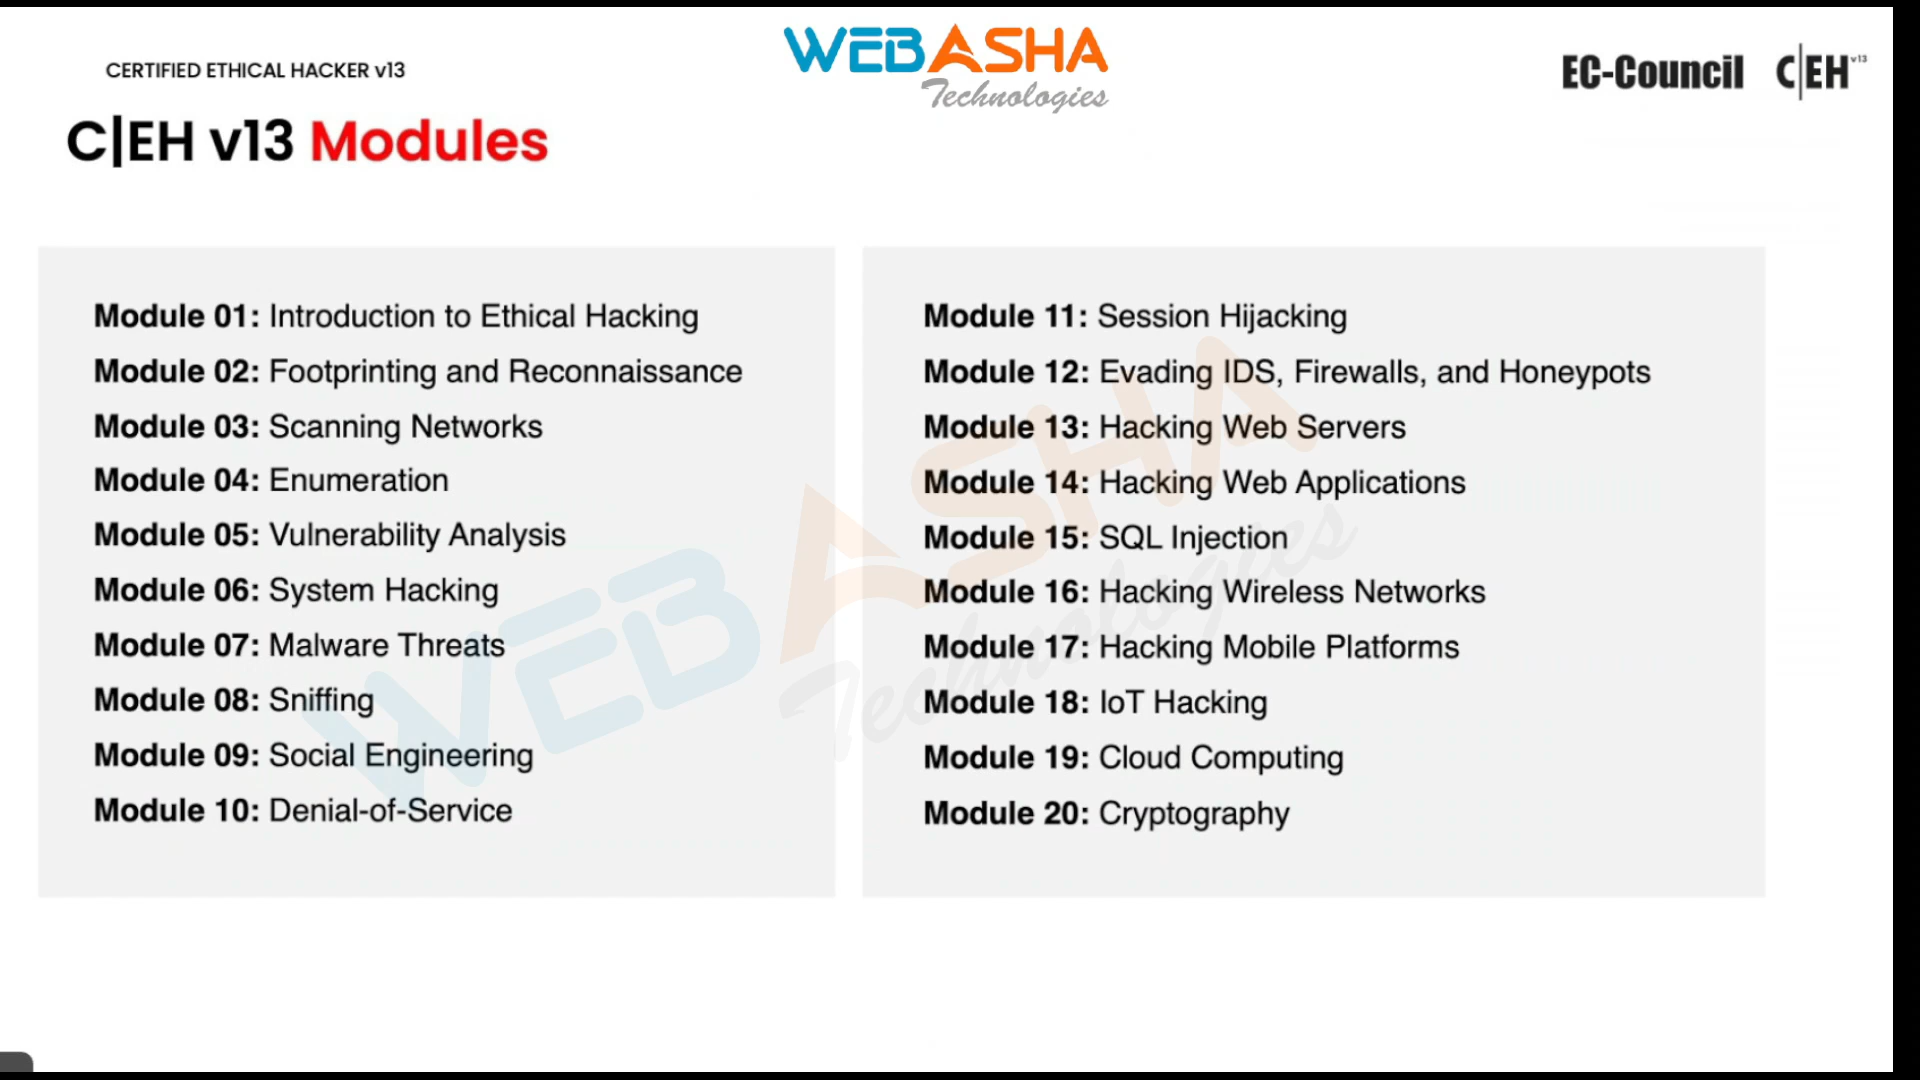 WEBASHA
Technologies
CERTIFIED ETHICAL HACKER v13
EC-Council C|EH v13
C|EH v13 Modules
Module 01: Introduction to Ethical Hacking
Module 02: Footprinting and Reconnaissance
Module 03: Scanning Networks
Module 04: Enumeration
Module 05: Vulnerability Analysis
Module 06: System Hacking
Module 07: Malware Threats
Module 08: Sniffing
Module 09: Social Engineering
Module 10: Denial-of-Service
Module 11: Session Hijacking
Module 12: Evading IDS, Firewalls, and Honeypots
Module 13: Hacking Web Servers
Module 14: Hacking Web Applications
Module 15: SQL Injection
Module 16: Hacking Wireless Networks
Module 17: Hacking Mobile Platforms
Module 18: IoT Hacking
Module 19: Cloud Computing
Module 20: Cryptography
WEBASHA
Technologies